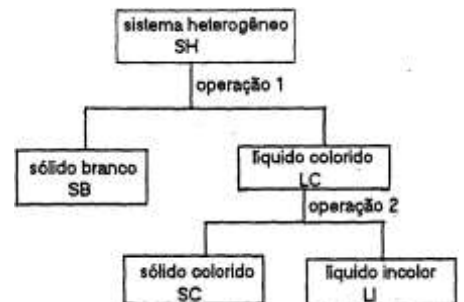 sistema heterogêneo
SH
operação 1
sólido branco
SB
líquido colorido
LC
operação 2
sólido colorido
SC
líquido incolor
LI